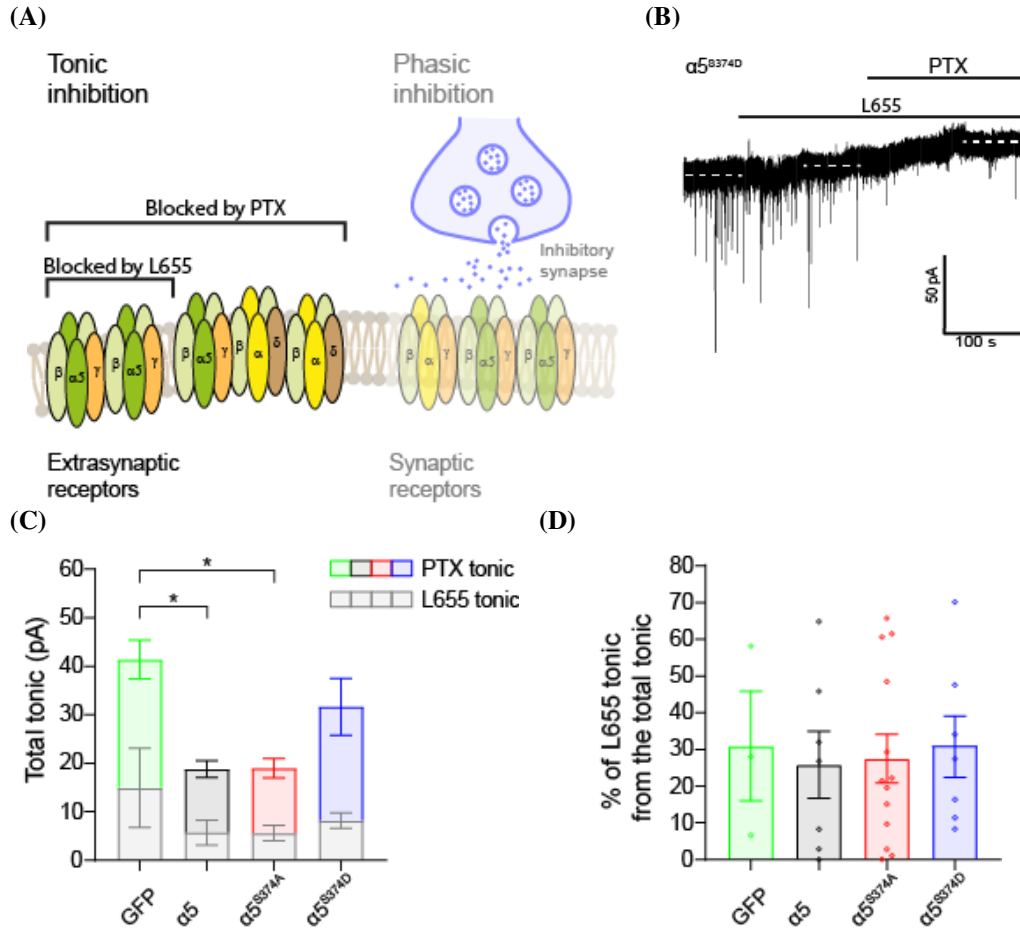 (A)
Tonic
inhibition
Phasic
inhibition
Blocked by PTX
Blocked by L655
Inhibitory
synapse
β α5 γ β α5 γ β α5 γ β α δ β α δ β α γ β α5 γ β α5 γ
Extrasynaptic
receptors
Synaptic
receptors
(B)
α5S374D
PTX
L655
50 pA
100 s
(C)
Total tonic (pA)
60
50
40
30
20
10
0
*
*
PTX tonic
L655 tonic
GFP
α5
α5S374A
α5S374D
(D)
% of L655 tonic
from the total tonic
80
70
60
50
40
30
20
10
0
GFP
α5
α5S374A
α5S374D